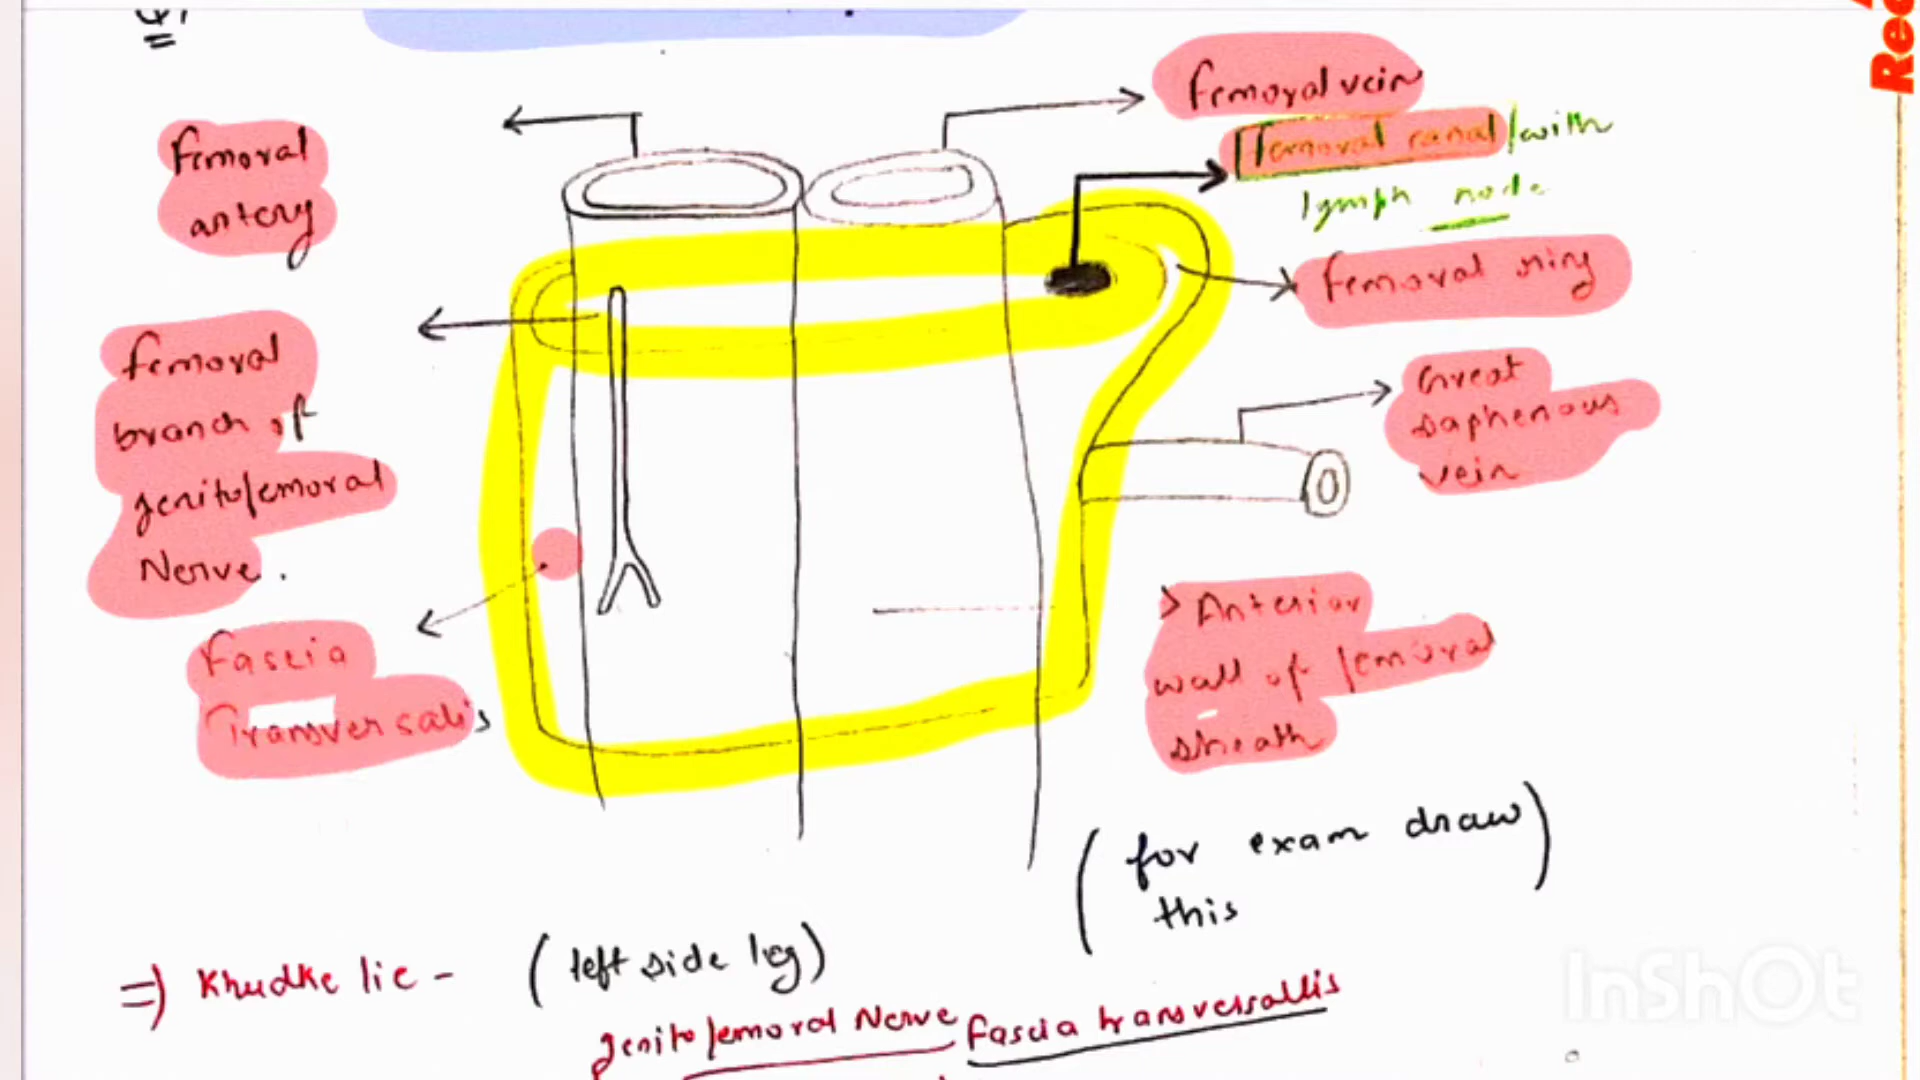 Femoral vein
Femoral canal/with
lymph node
Femoral
artery
Femoral ring
Femoral
branch of
genitofemoral
Nerve.
Great
saphenous
vein
Fascia
Transversalis
> Anterior
wall of femoral
sheath
(for exam draw
this)
=) Khudke lie - (left side leg)
genitofemoral Nerve Fascia transversallis
InShOt